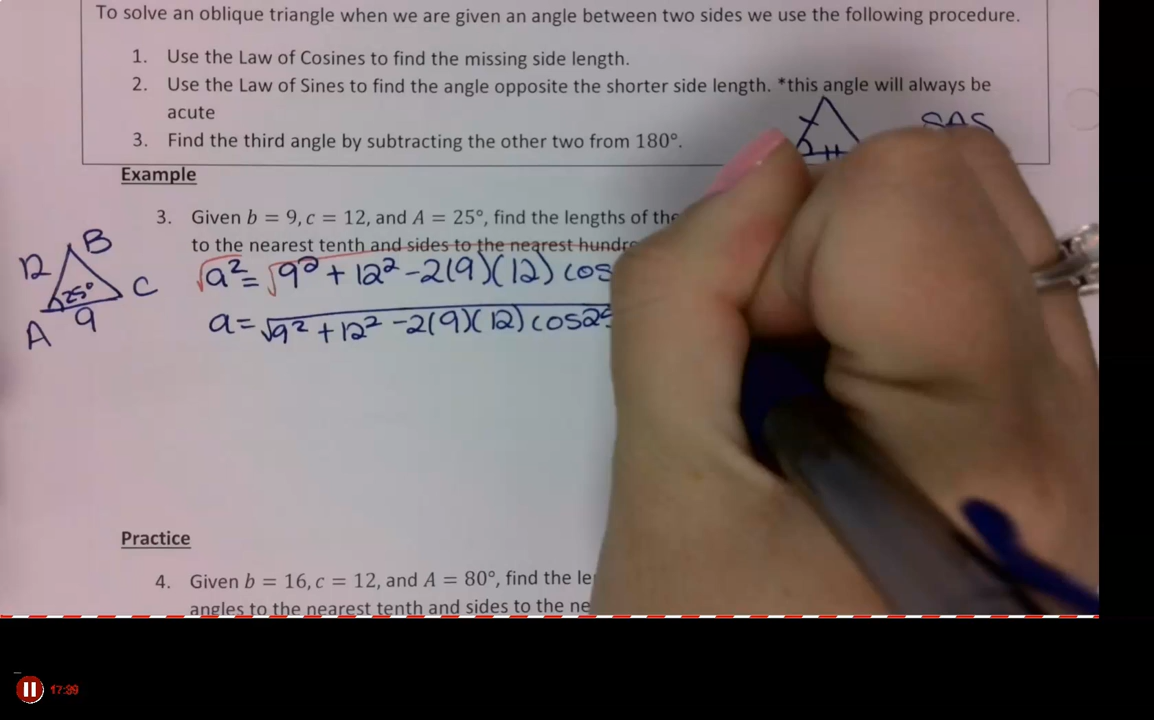 To solve an oblique triangle when we are given an angle between two sides we use the following procedure.
1. Use the Law of Cosines to find the missing side length.
2. Use the Law of Sines to find the angle opposite the shorter side length. *this angle will always be
acute
3. Find the third angle by subtracting the other two from 180°.
SAS
Example
3. Given b = 9, c = 12, and A = 25°, find the lengths of the
to the nearest tenth and sides to the nearest
B
12
25°
C
9
A
√a² = √9² + 12² - 2(9)(12) cos
a = √9² + 12² - 2(9)(12) cos 25
Practice
4. Given b = 16, c = 12, and A = 80°, find the
angles to the nearest tenth and sides to the
17:39